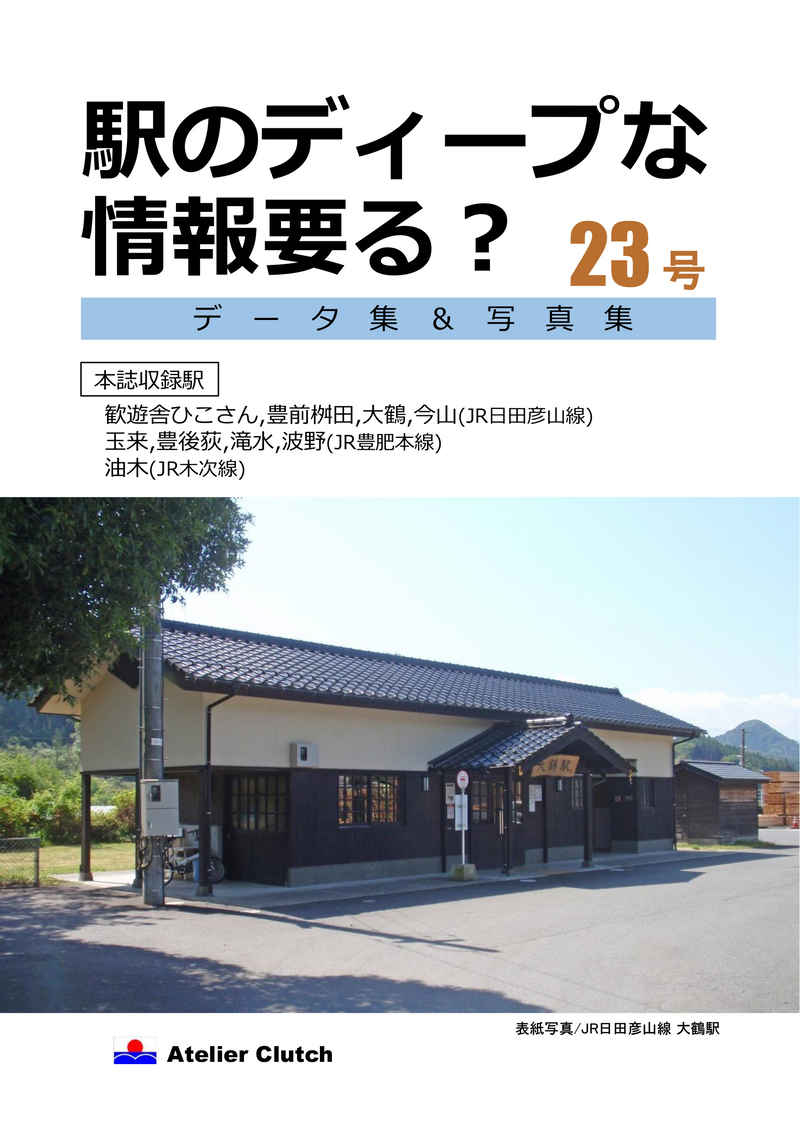 駅のディープな
情報要る？
23号
データ集＆写真集
本誌収録駅
歓遊舎ひこさん,豊前桝田,大鶴,今山(JR日田彦山線)
玉来,豊後荻,滝水,波野(JR豊肥本線)
油木(JR木次線)
大鶴駅
表紙写真/JR日田彦山線 大鶴駅
Atelier Clutch